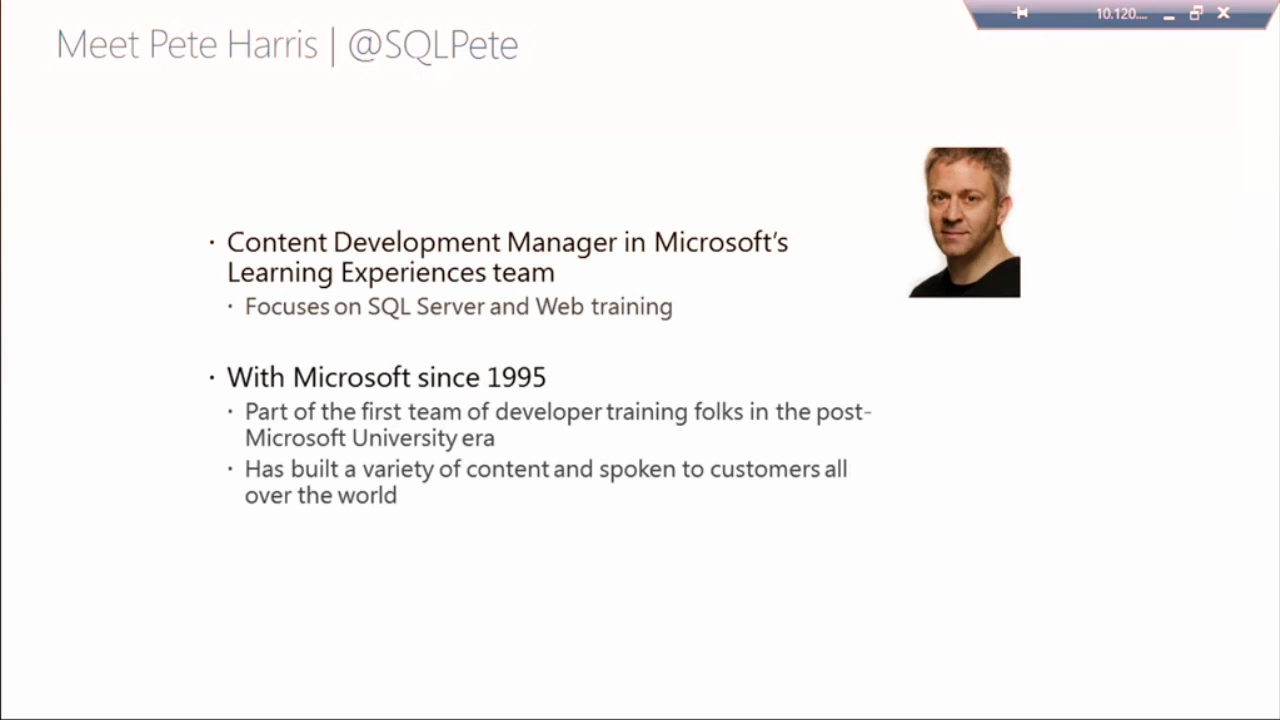 10.120....
Meet Pete Harris | @SQLPete
· Content Development Manager in Microsoft's
Learning Experiences team
· Focuses on SQL Server and Web training
· With Microsoft since 1995
· Part of the first team of developer training folks in the post-
Microsoft University era
· Has built a variety of content and spoken to customers all
over the world